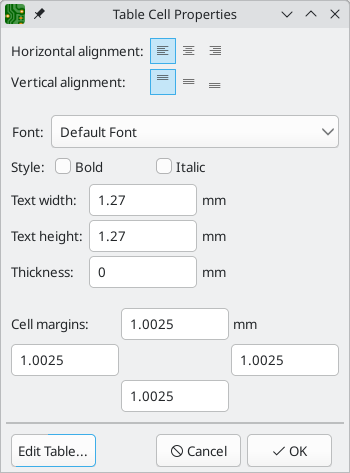 Table Cell Properties
Horizontal alignment:
Vertical alignment:
Font: Default Font
Style: Bold Italic
Text width: 1.27 mm
Text height: 1.27 mm
Thickness: 0 mm
Cell margins: 1.0025 mm
1.0025 1.0025
1.0025
Edit Table... Cancel OK